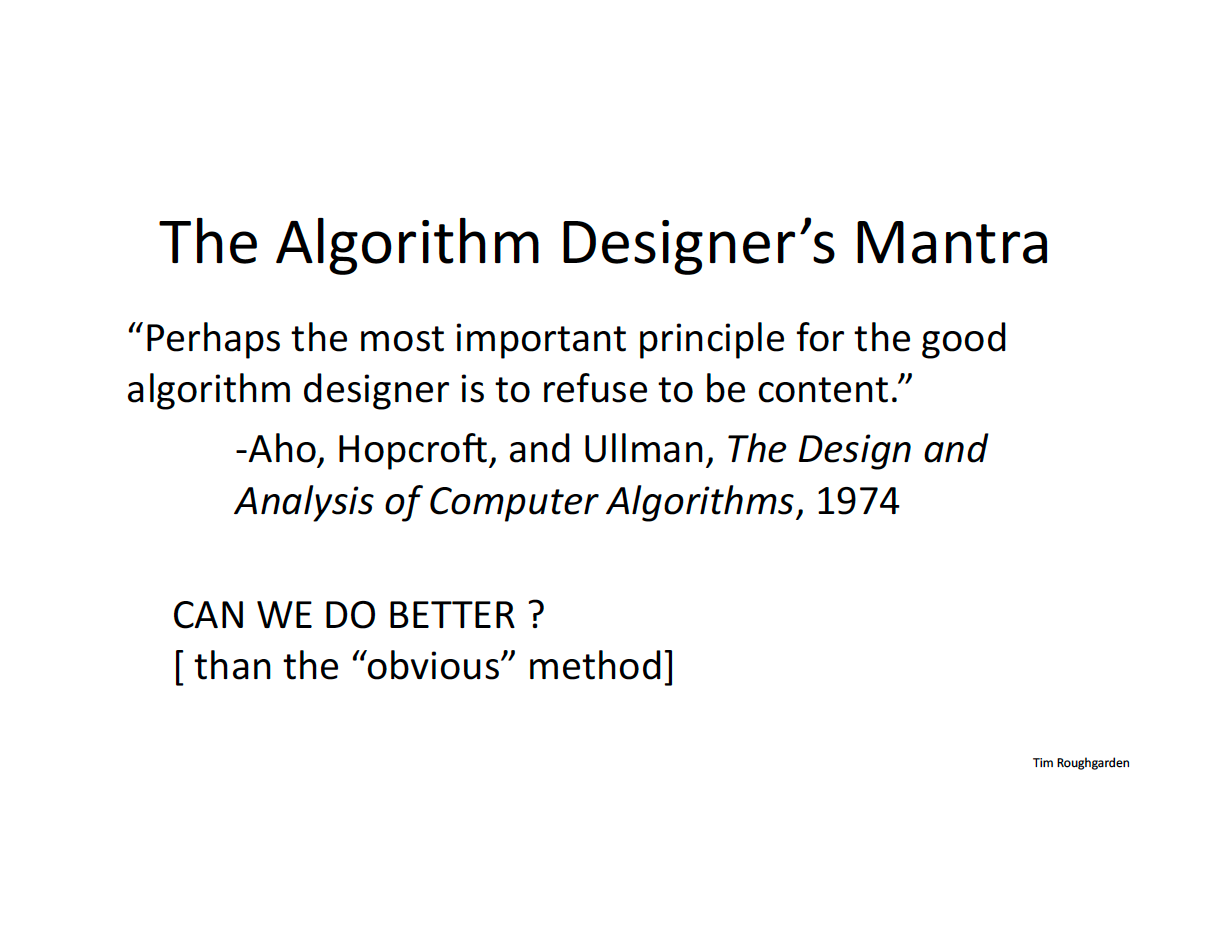 The Algorithm Designer’s Mantra
“Perhaps the most important principle for the good
algorithm designer is to refuse to be content.”
-Aho, Hopcroft, and Ullman, The Design and
Analysis of Computer Algorithms, 1974
CAN WE DO BETTER ?
[ than the “obvious” method]
Tim Roughgarden